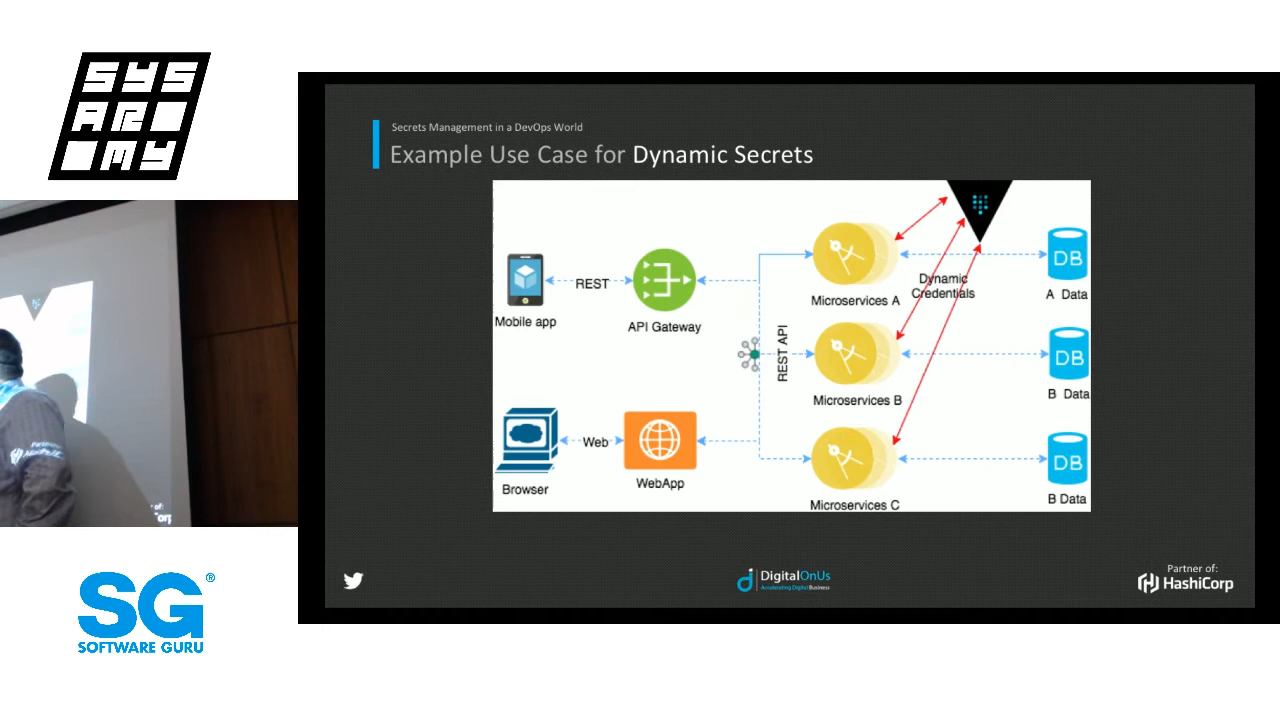 SYS
AR
MY
Secrets Management in a DevOps World
Example Use Case for Dynamic Secrets
Mobile app
REST
API Gateway
REST API
Microservices A
Dynamic
Credentials
DB
A Data
Microservices B
DB
B Data
Browser
Web
WebApp
Microservices C
DB
B Data
DigitalOnUs
Accelerating Digital Business
Partner of:
HashiCorp
SG®
SOFTWARE GURU